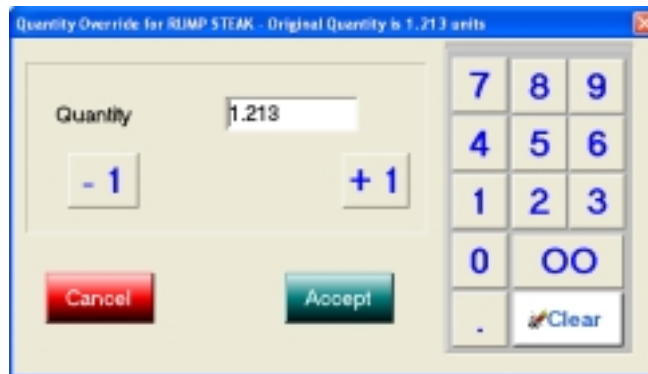 Quantity Override for RUMP STEAK - Original Quantity is 1.213 units
Quantity 1.213
- 1 + 1
Cancel Accept
7 8 9
4 5 6
1 2 3
0 00
. Clear